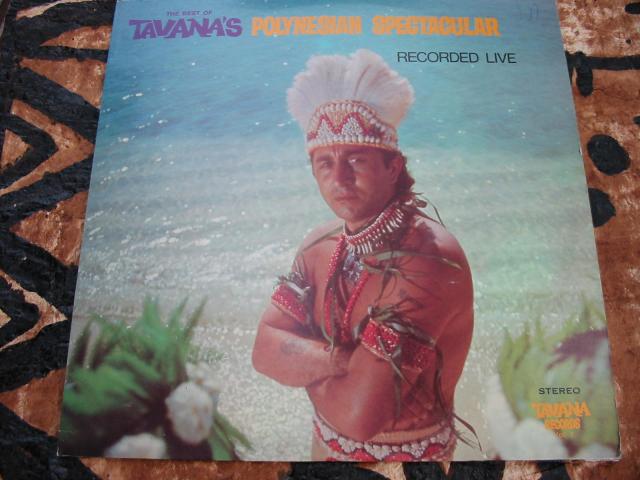 THE BEST OF
TAVANA'S POLYNESIAN SPECTACULAR
RECORDED LIVE
STEREO
TAVANA
RECORDS